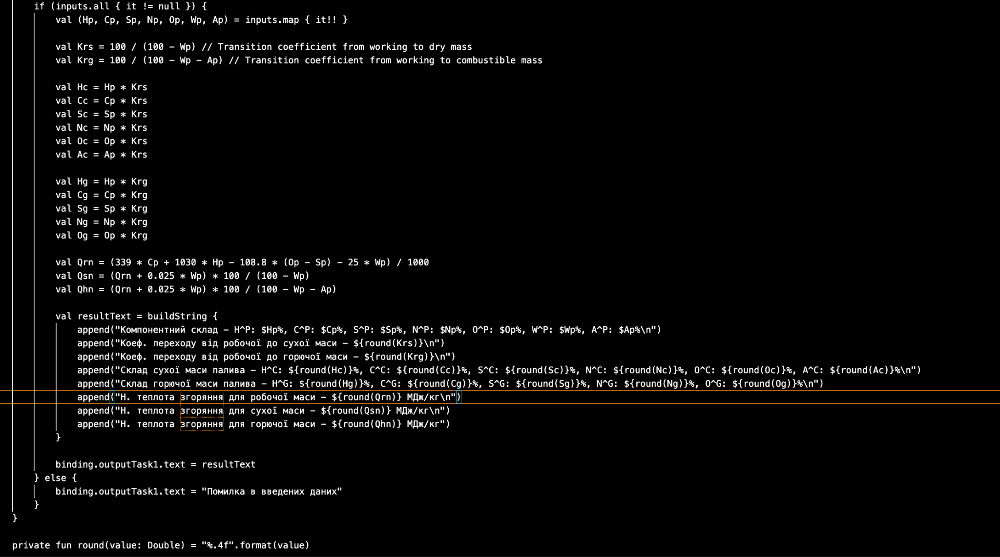 if (inputs.all { it != null }) {
val (Hp, Cp, Sp, Np, Op, Wp, Ap) = inputs.map { it!! }
val Krs = 100 / (100 – Wp) // Transition coefficient from working to dry mass
val Krg = 100 / (100 – Wp – Ap) // Transition coefficient from working to combustible mass
val Hc = Hp * Krs
val Cc = Cp * Krs
val Sc = Sp * Krs
val Nc = Np * Krs
val Oc = Op * Krs
val Ac = Ap * Krs
val Hg = Hp * Krg
val Cg = Cp * Krg
val Sg = Sp * Krg
val Ng = Np * Krg
val Og = Op * Krg
val Qrn = (339 * Cp + 1030 * Hp – 108.8 * (Op – Sp) – 25 * Wp) / 1000
val Qsn = (Qrn + 0.025 * Wp) * 100 / (100 – Wp)
val Qhn = (Qrn + 0.025 * Wp) * 100 / (100 – Wp – Ap)
val resultText = buildString {
append("Компонентний склад – H^P: $Hp%, C^P: $Cp%, S^P: $Sp%, N^P: $Np%, O^P: $Op%, W^P: $Wp%, A^P: $Ap%\n")
append("Коеф. переходу від робочої до сухої маси – ${round(Krs)}\n")
append("Коеф. переходу від робочої до горючої маси – ${round(Krg)}\n")
append("Склад сухої маси палива – H^C: ${round(Hc)}%, C^C: ${round(Cc)}%, S^C: ${round(Sc)}%, N^C: ${round(Nc)}%, O^C: ${round(Oc)}%, A^C: ${round(Ac)}%\n")
append("Склад горючої маси палива – H^G: ${round(Hg)}%, C^G: ${round(Cg)}%, S^G: ${round(Sg)}%, N^G: ${round(Ng)}%, O^G: ${round(Og)}%\n")
append("Н. теплота згоряння для робочої маси – ${round(Qrn)} МДж/кг\n")
append("Н. теплота згоряння для сухої маси – ${round(Qsn)} МДж/кг\n")
append("Н. теплота згоряння для горючої маси – ${round(Qhn)} МДж/кг")
}
binding.outputTask1.text = resultText
} else {
binding.outputTask1.text = "Помилка в введених даних"
}
}
private fun round(value: Double) = "%.4f".format(value)